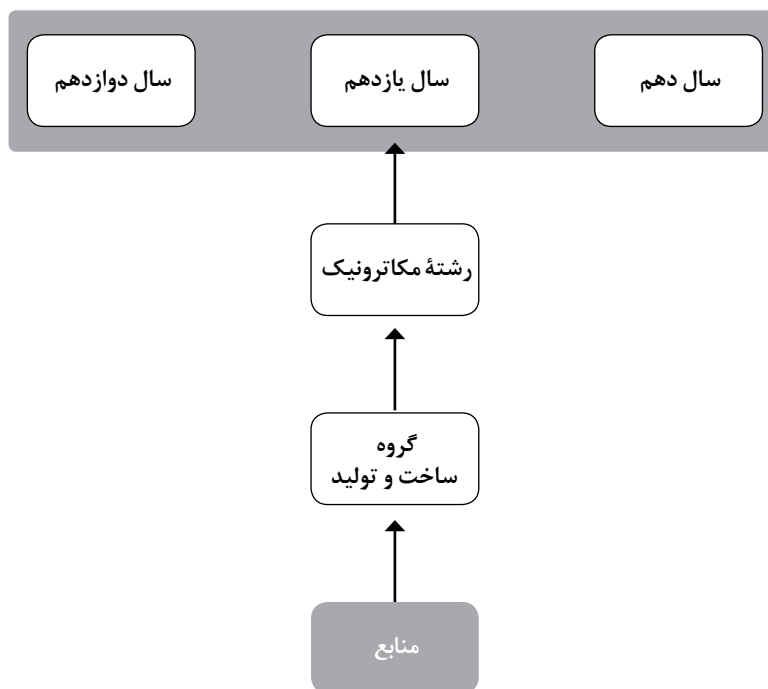 سال دهم
سال یازدهم
سال دوازدهم
رشتهٔ مکاترونیک
گروه
ساخت و تولید
منابع